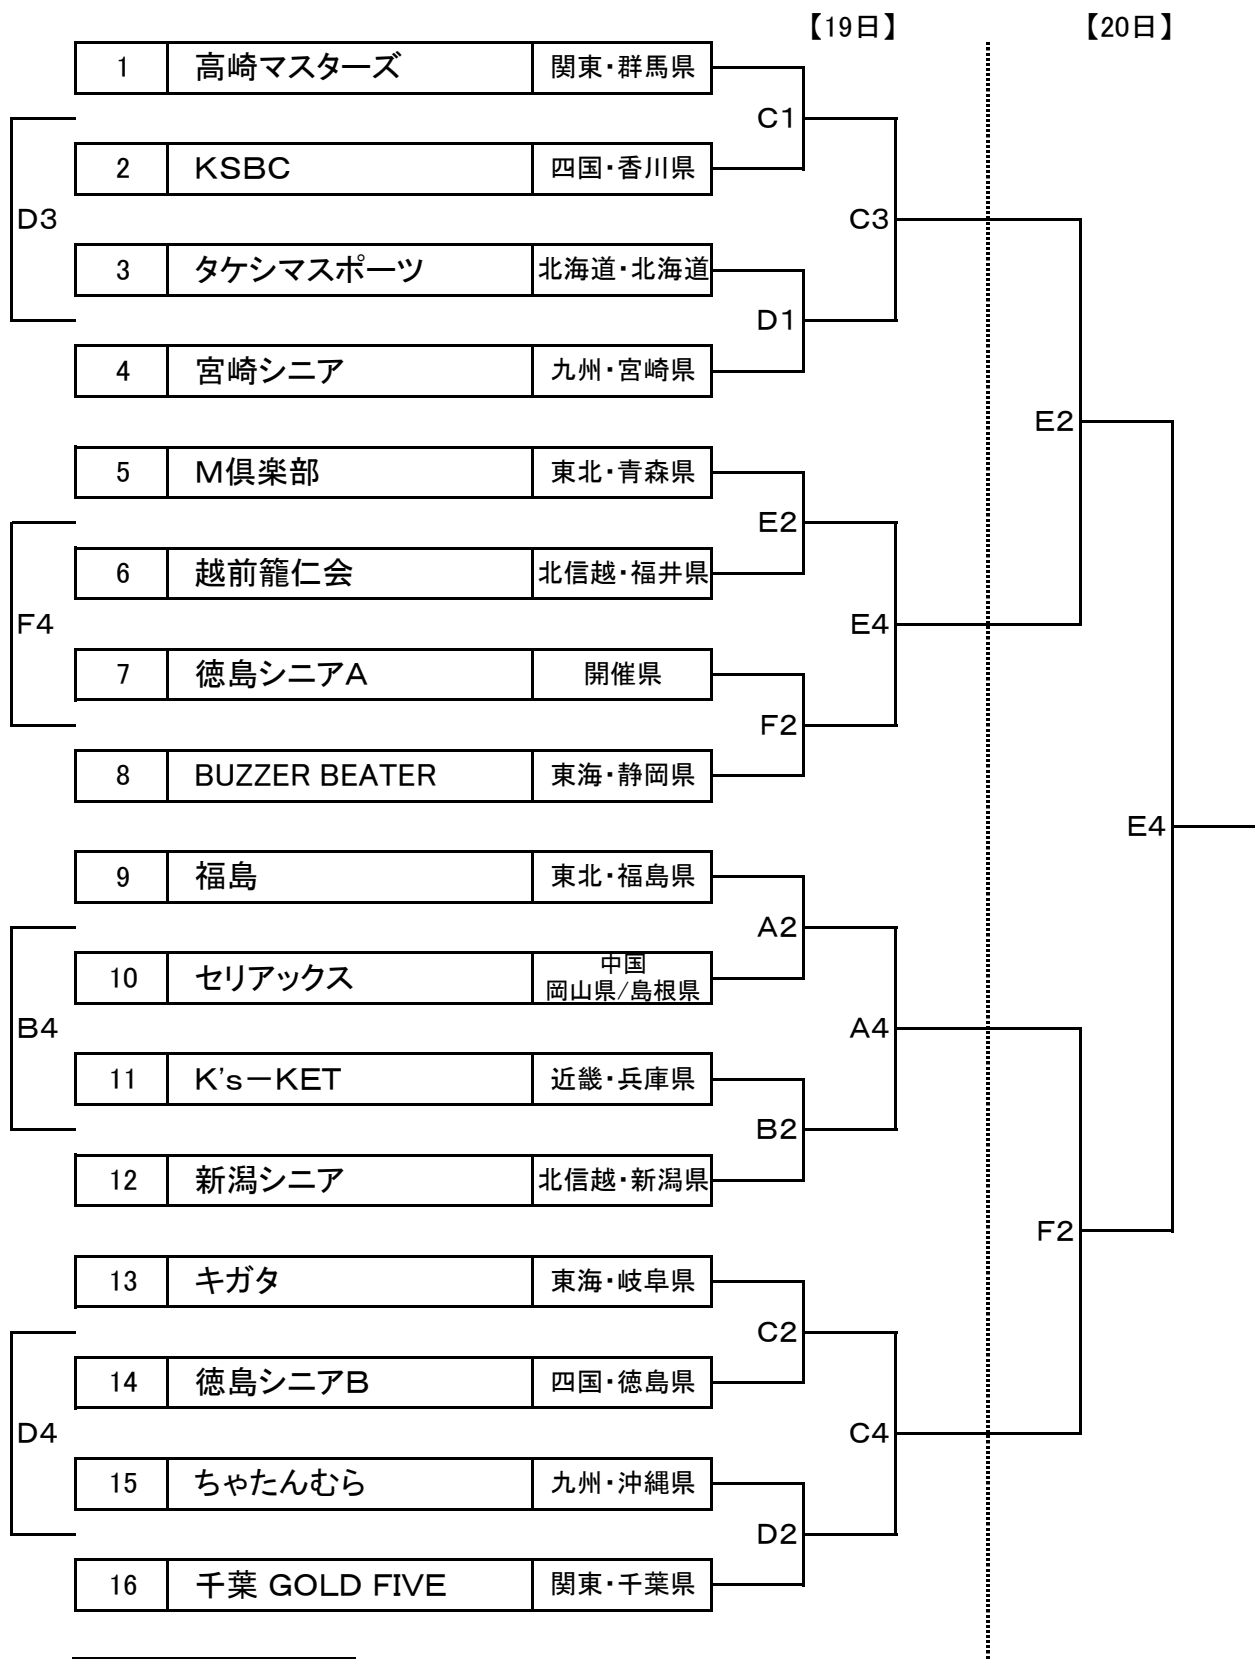 【19日】 【20日】
1 高崎マスターズ 関東・群馬県
C1
2 KSBC 四国・香川県
D3 C3
3 タケシマスポーツ 北海道・北海道
D1
4 宮崎シニア 九州・宮崎県
E2
5 M倶楽部 東北・青森県
E2
6 越前籠仁会 北信越・福井県
F4 E4
7 徳島シニアA 開催県
F2
8 BUZZER BEATER 東海・静岡県
E4
9 福島 東北・福島県
A2
10 セリアックス 中国
岡山県/島根県
B4 A4
11 K's-KET 近畿・兵庫県
B2
12 新潟シニア 北信越・新潟県
F2
13 キガタ 東海・岐阜県
C2
14 徳島シニアB 四国・徳島県
D4 C4
15 ちゃたんむら 九州・沖縄県
D2
16 千葉 GOLD FIVE 関東・千葉県